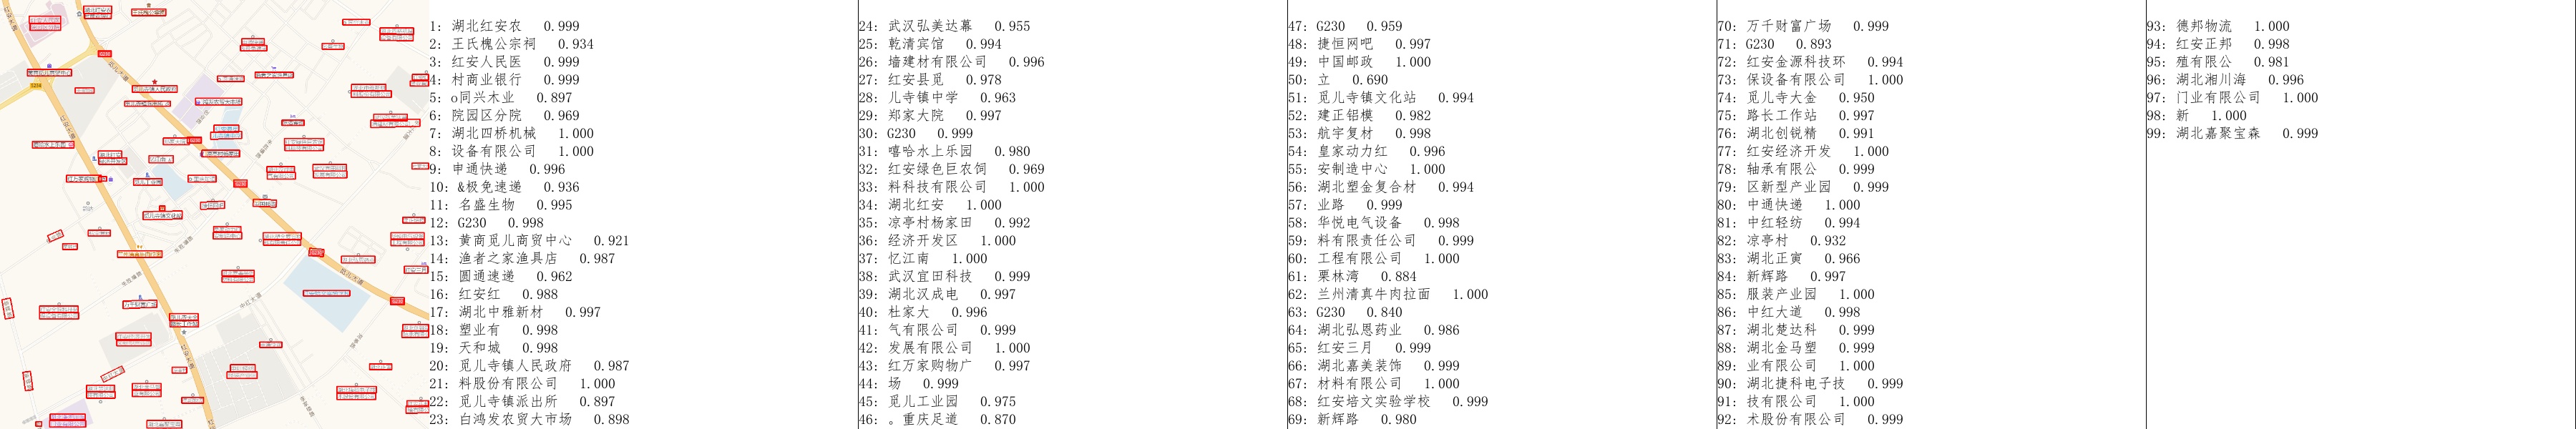 1: 湖北红安农 0.999
2: 王氏槐公宗祠 0.934
3: 红安人民医 0.999
4: 村商业银行 0.999
5: o同兴木业 0.897
6: 院园区分院 0.969
7: 湖北四桥机械 1.000
8: 设备有限公司 1.000
9: 申通快递 0.996
10: &极免速递 0.936
11: 名盛生物 0.995
12: G230 0.998
13: 黄商觅儿商贸中心 0.921
14: 渔者之家渔具店 0.987
15: 圆通速递 0.962
16: 红安红 0.988
17: 湖北中雅新材 0.997
18: 塑业有 0.998
19: 天和城 0.998
20: 觅儿寺镇人民政府 0.987
21: 料股份有限公司 1.000
22: 觅儿寺镇派出所 0.897
23: 白鸿发农贸大市场 0.898
24: 武汉弘美达幕 0.955
25: 乾清宾馆 0.994
26: 墙建材有限公司 0.996
27: 红安县觅 0.978
28: 儿寺镇中学 0.963
29: 郑家大院 0.997
30: G230 0.999
31: 嘻哈水上乐园 0.980
32: 红安绿色巨农饲 0.969
33: 料科技有限公司 1.000
34: 湖北红安 1.000
35: 凉亭村杨家田 0.992
36: 经济开发区 1.000
37: 忆江南 1.000
38: 武汉宜田科技 0.999
39: 湖北汉成电 0.997
40: 杜家大 0.996
41: 气有限公司 0.999
42: 发展有限公司 1.000
43: 红万家购物广 0.997
44: 场 0.999
45: 觅儿工业园 0.975
46: 。重庆足道 0.870
47: G230 0.959
48: 捷恒网吧 0.997
49: 中国邮政 1.000
50: 立 0.690
51: 觅儿寺镇文化站 0.994
52: 建正铝模 0.982
53: 航宇复材 0.998
54: 皇家动力红 0.996
55: 安制造中心 1.000
56: 湖北塑金复合材 0.994
57: 业路 0.999
58: 华悦电气设备 0.998
59: 料有限责任公司 0.999
60: 工程有限公司 1.000
61: 栗林湾 0.884
62: 兰州清真牛肉拉面 1.000
63: G230 0.840
64: 湖北弘恩药业 0.986
65: 红安三月 0.999
66: 湖北嘉美装饰 0.999
67: 材料有限公司 1.000
68: 红安培文实验学校 0.999
69: 新辉路 0.980
70: 万千财富广场 0.999
71: G230 0.893
72: 红安金源科技环 0.994
73: 保设备有限公司 1.000
74: 觅儿寺大金 0.950
75: 路长工作站 0.997
76: 湖北创锐精 0.991
77: 红安经济开发 1.000
78: 轴承有限公 0.999
79: 区新型产业园 0.999
80: 中通快递 1.000
81: 中红轻纺 0.994
82: 凉亭村 0.932
83: 湖北正寅 0.966
84: 新辉路 0.997
85: 服装产业园 1.000
86: 中红大道 0.998
87: 湖北楚达科 0.999
88: 湖北金马塑 0.999
89: 业有限公司 1.000
90: 湖北捷科电子技 0.999
91: 技有限公司 1.000
92: 术股份有限公司 0.999
93: 德邦物流 1.000
94: 红安正邦 0.998
95: 殖有限公 0.981
96: 湖北湘川海 0.996
97: 门业有限公司 1.000
98: 新 1.000
99: 湖北嘉聚宝森 0.999